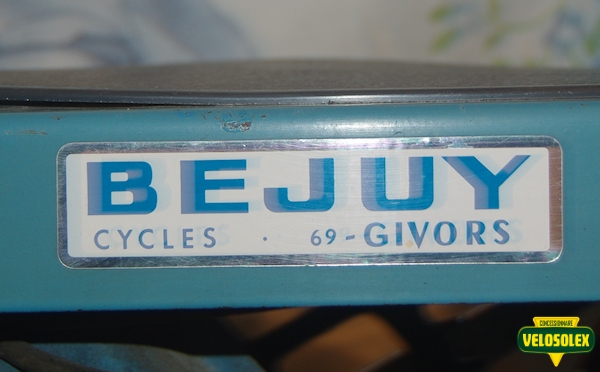 BEJUY
CYCLES · 69-GIVORS
CONCESSIONNAIRE
VELOSOLEX